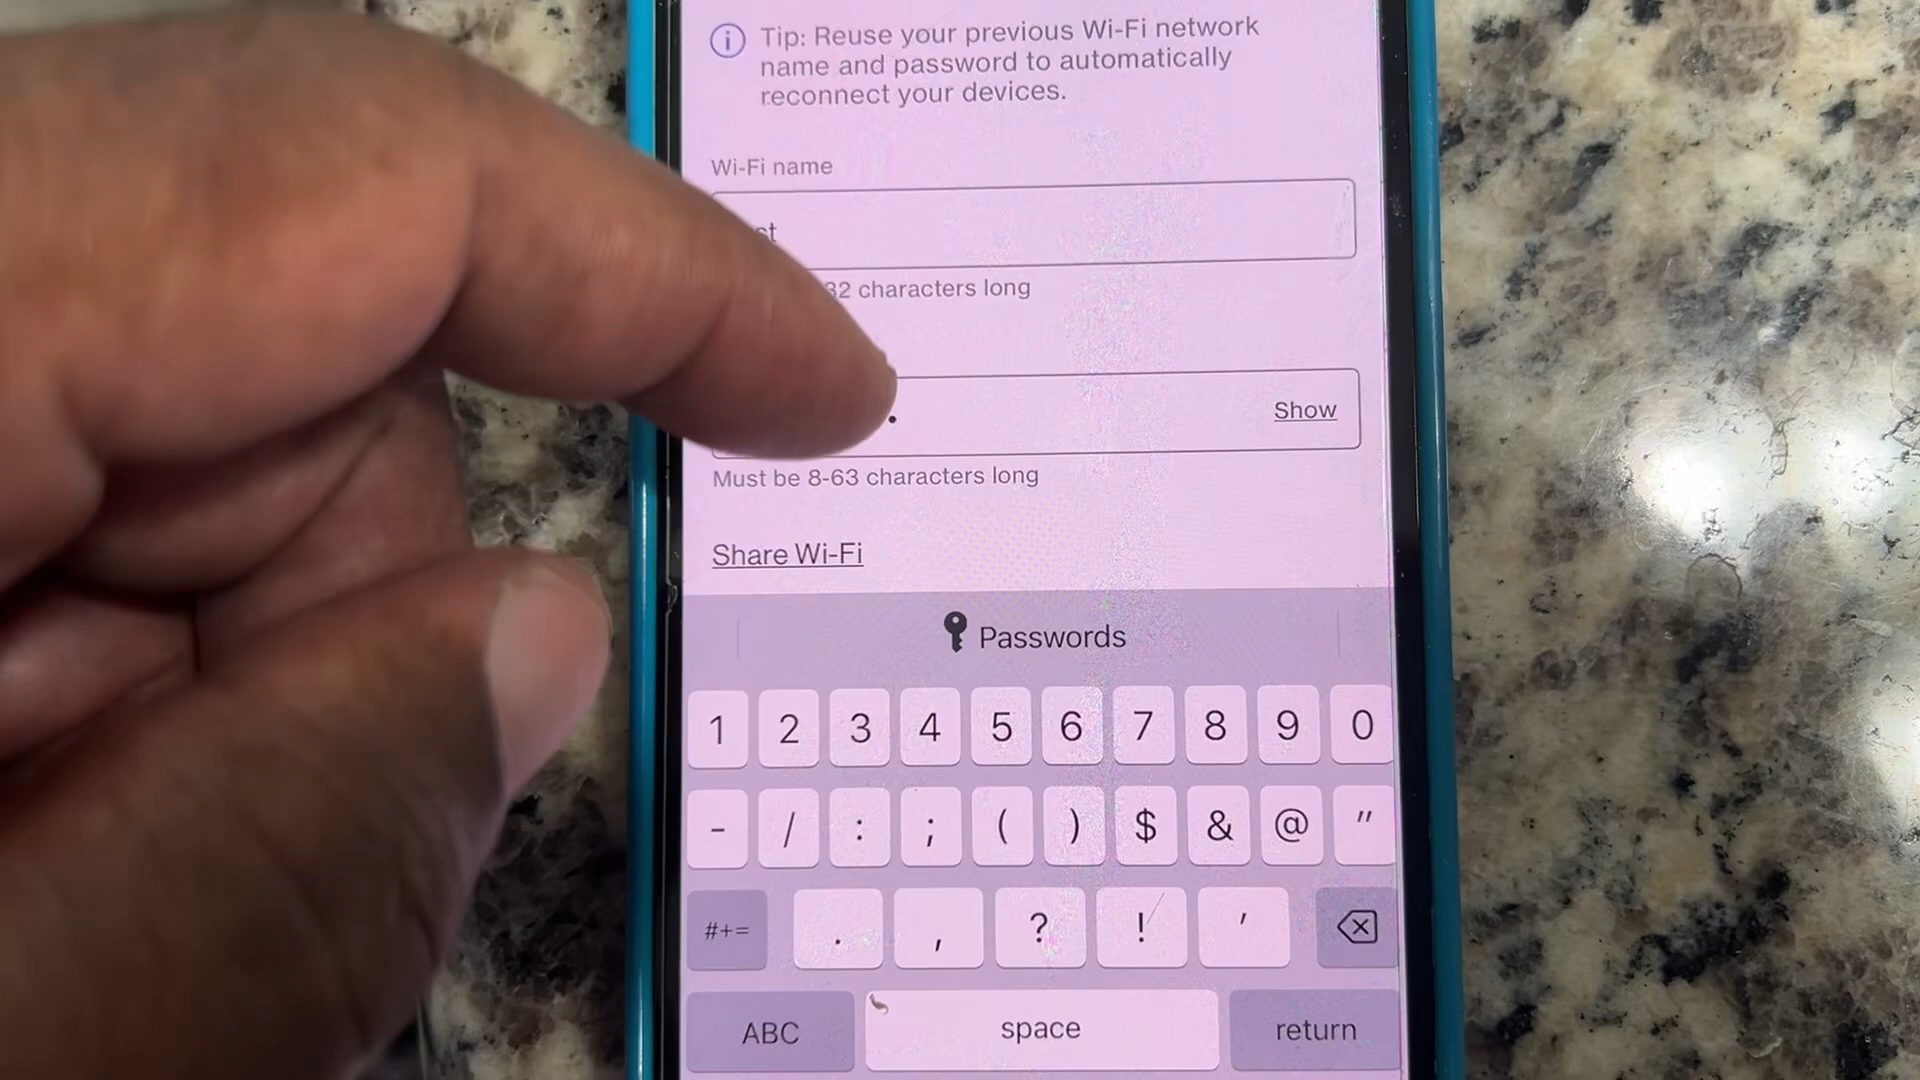 Tip: Reuse your previous Wi-Fi network
name and password to automatically
reconnect your devices.
Wi-Fi name
32 characters long
Show
Must be 8-63 characters long
Share Wi-Fi
Passwords
1 2 3 4 5 6 7 8 9 0
- / : ; ( ) $ & @ "
#+= . , ? ! '
ABC space return